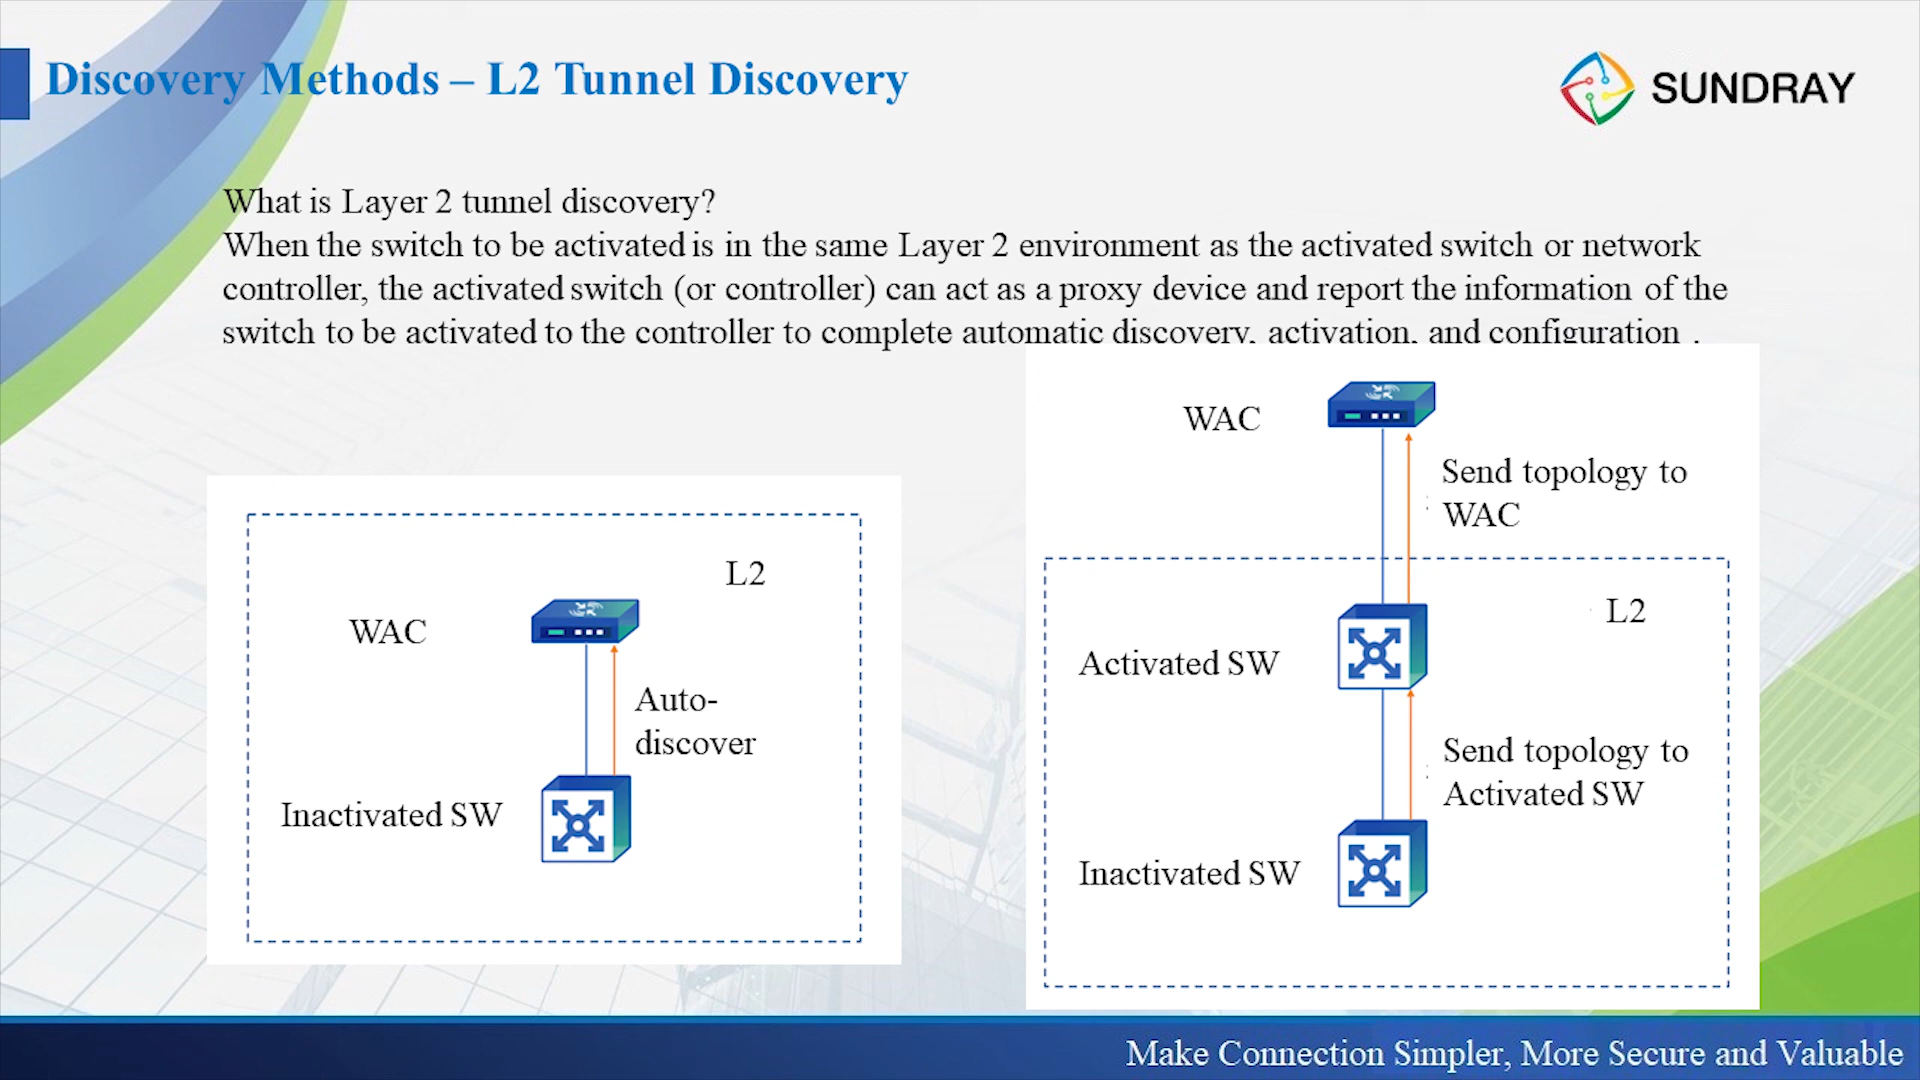 Discovery Methods – L2 Tunnel Discovery
SUNDRAY
What is Layer 2 tunnel discovery?
When the switch to be activated is in the same Layer 2 environment as the activated switch or network
controller, the activated switch (or controller) can act as a proxy device and report the information of the
switch to be activated to the controller to complete automatic discovery, activation, and configuration .
L2
WAC
Auto-
discover
Inactivated SW
WAC
Send topology to
WAC
L2
Activated SW
Send topology to
Activated SW
Inactivated SW
Make Connection Simpler, More Secure and Valuable